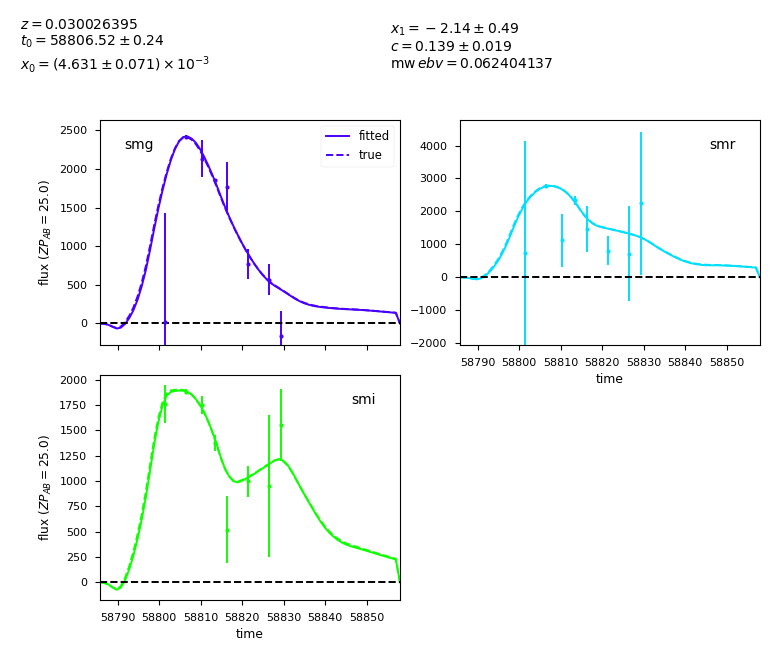 z = 0.030026395
t0 = 58806.52 ± 0.24
x0 = (4.631 ± 0.071) × 10^-3
x1 = −2.14 ± 0.49
c = 0.139 ± 0.019
mw ebv = 0.062404137
smg
fitted
true
flux (ZP_AB = 25.0)
2500
2000
1500
1000
500
0
smr
4000
3000
2000
1000
0
−1000
−2000
58790 58800 58810 58820 58830 58840 58850
time
smi
flux (ZP_AB = 25.0)
2000
1750
1500
1250
1000
750
500
250
0
58790 58800 58810 58820 58830 58840 58850
time